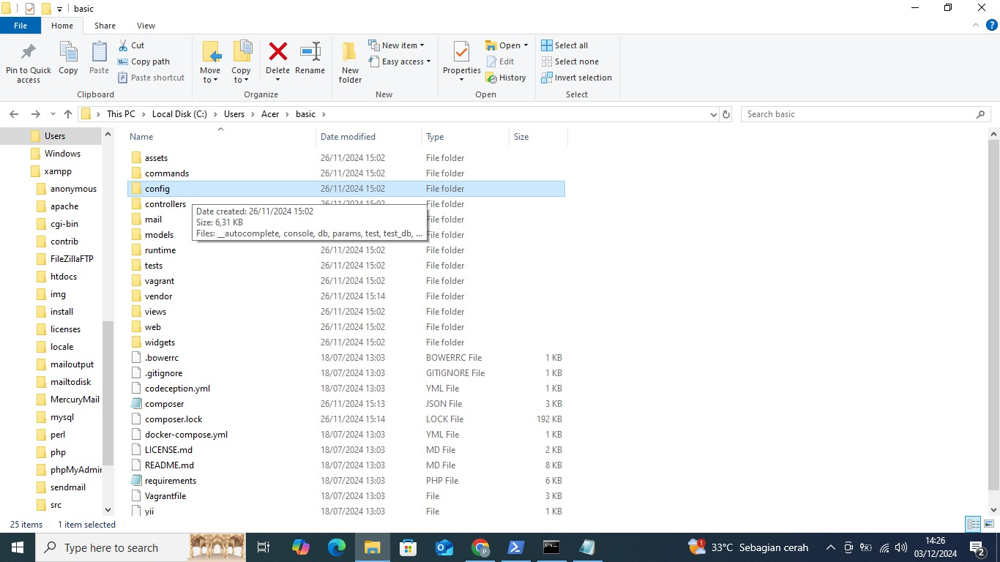 basic
File Home Share View
Pin to Quick access
Copy
Paste
Cut
Copy path
Paste shortcut
Clipboard
Move to
Copy to
Delete
Rename
Organize
New folder
New item
Easy access
New
Properties
Open
Edit
History
Open
Select all
Select none
Invert selection
Select
This PC Local Disk (C:) Users Acer basic
Search basic
Users
Windows
xampp
anonymous
apache
cgi-bin
contrib
FileZillaFTP
htdocs
img
install
licenses
locale
mailoutput
mailtodisk
MercuryMail
mysql
perl
php
phpMyAdmin
sendmail
src
Name Date modified Type Size
assets 26/11/2024 15:02 File folder
commands 26/11/2024 15:02 File folder
config 26/11/2024 15:02 File folder
controllers 26/11/2024 15:02 File folder
Date created: 26/11/2024 15:02
Size: 6,31 KB
Files: __autocomplete, console, db, params, test, test_db, ...
mail File folder
models File folder
runtime 26/11/2024 15:02 File folder
tests 26/11/2024 15:02 File folder
vagrant 26/11/2024 15:02 File folder
vendor 26/11/2024 15:14 File folder
views 26/11/2024 15:02 File folder
web 26/11/2024 15:02 File folder
widgets 26/11/2024 15:02 File folder
.bowerrc 18/07/2024 13:03 BOWERRC File 1 KB
.gitignore 18/07/2024 13:03 GITIGNORE File 1 KB
codeception.yml 18/07/2024 13:03 YML File 1 KB
composer 26/11/2024 15:13 JSON File 3 KB
composer.lock 26/11/2024 15:14 LOCK File 192 KB
docker-compose.yml 18/07/2024 13:03 YML File 1 KB
LICENSE.md 18/07/2024 13:03 MD File 2 KB
README.md 18/07/2024 13:03 MD File 8 KB
requirements 18/07/2024 13:03 PHP File 6 KB
Vagrantfile 18/07/2024 13:03 File 3 KB
yii 18/07/2024 13:03 File 1 KB
25 items 1 item selected
Type here to search
1
33°C Sebagian cerah
14:26
03/12/2024
2